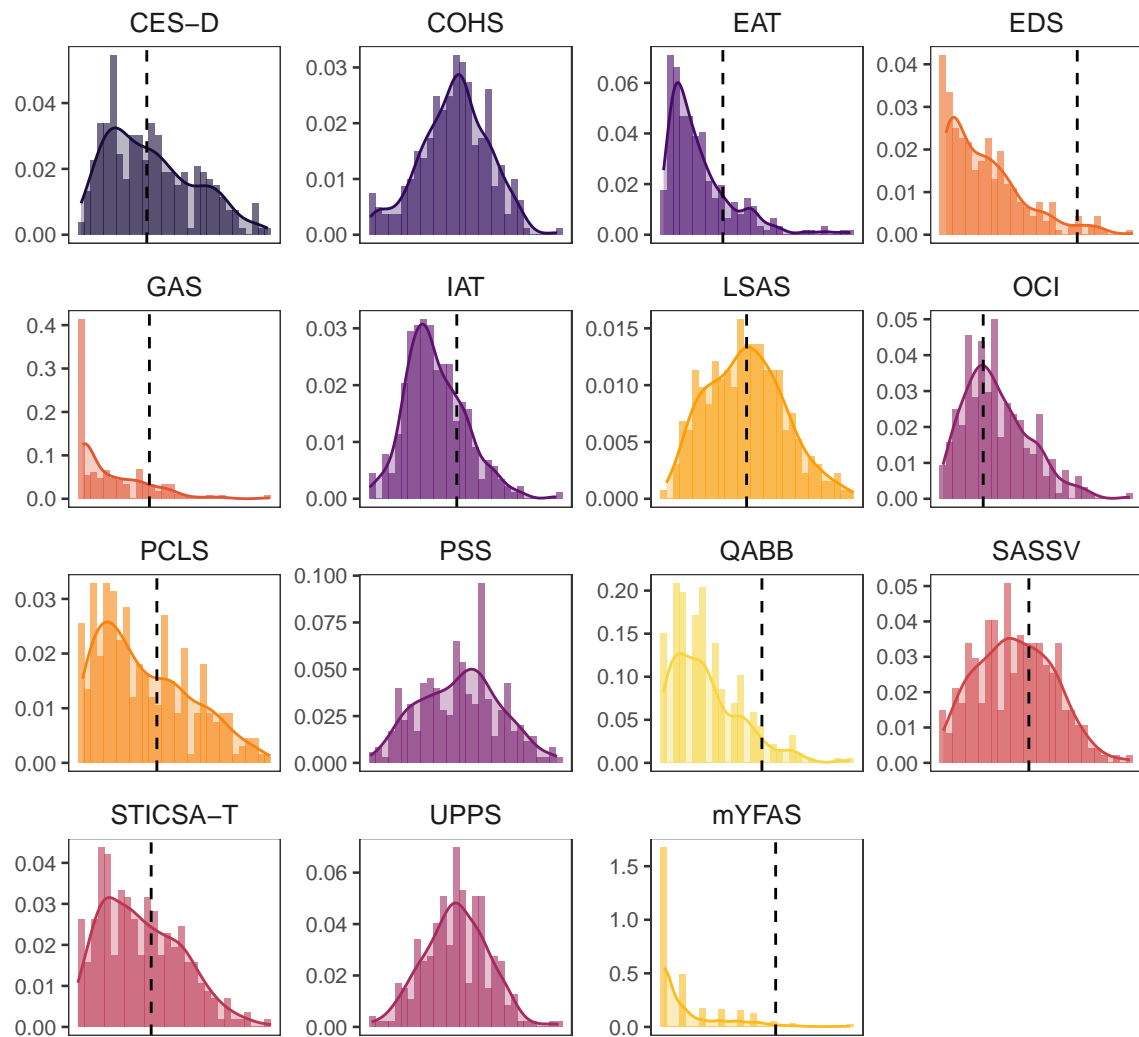 CES−D COHS EAT EDS
0.04 0.02 0.00
0.03 0.02 0.01 0.00
0.06 0.04 0.02 0.00
0.04 0.03 0.02 0.01 0.00
GAS IAT LSAS OCI
0.4 0.3 0.2 0.1 0.0
0.03 0.02 0.01 0.00
0.015 0.010 0.005 0.000
0.05 0.04 0.03 0.02 0.01 0.00
PCLS PSS QABB SASSV
0.03 0.02 0.01 0.00
0.100 0.075 0.050 0.025 0.000
0.20 0.15 0.10 0.05 0.00
0.05 0.04 0.03 0.02 0.01 0.00
STICSA−T UPPS mYFAS
0.04 0.03 0.02 0.01 0.00
0.06 0.04 0.02 0.00
1.5 1.0 0.5 0.0